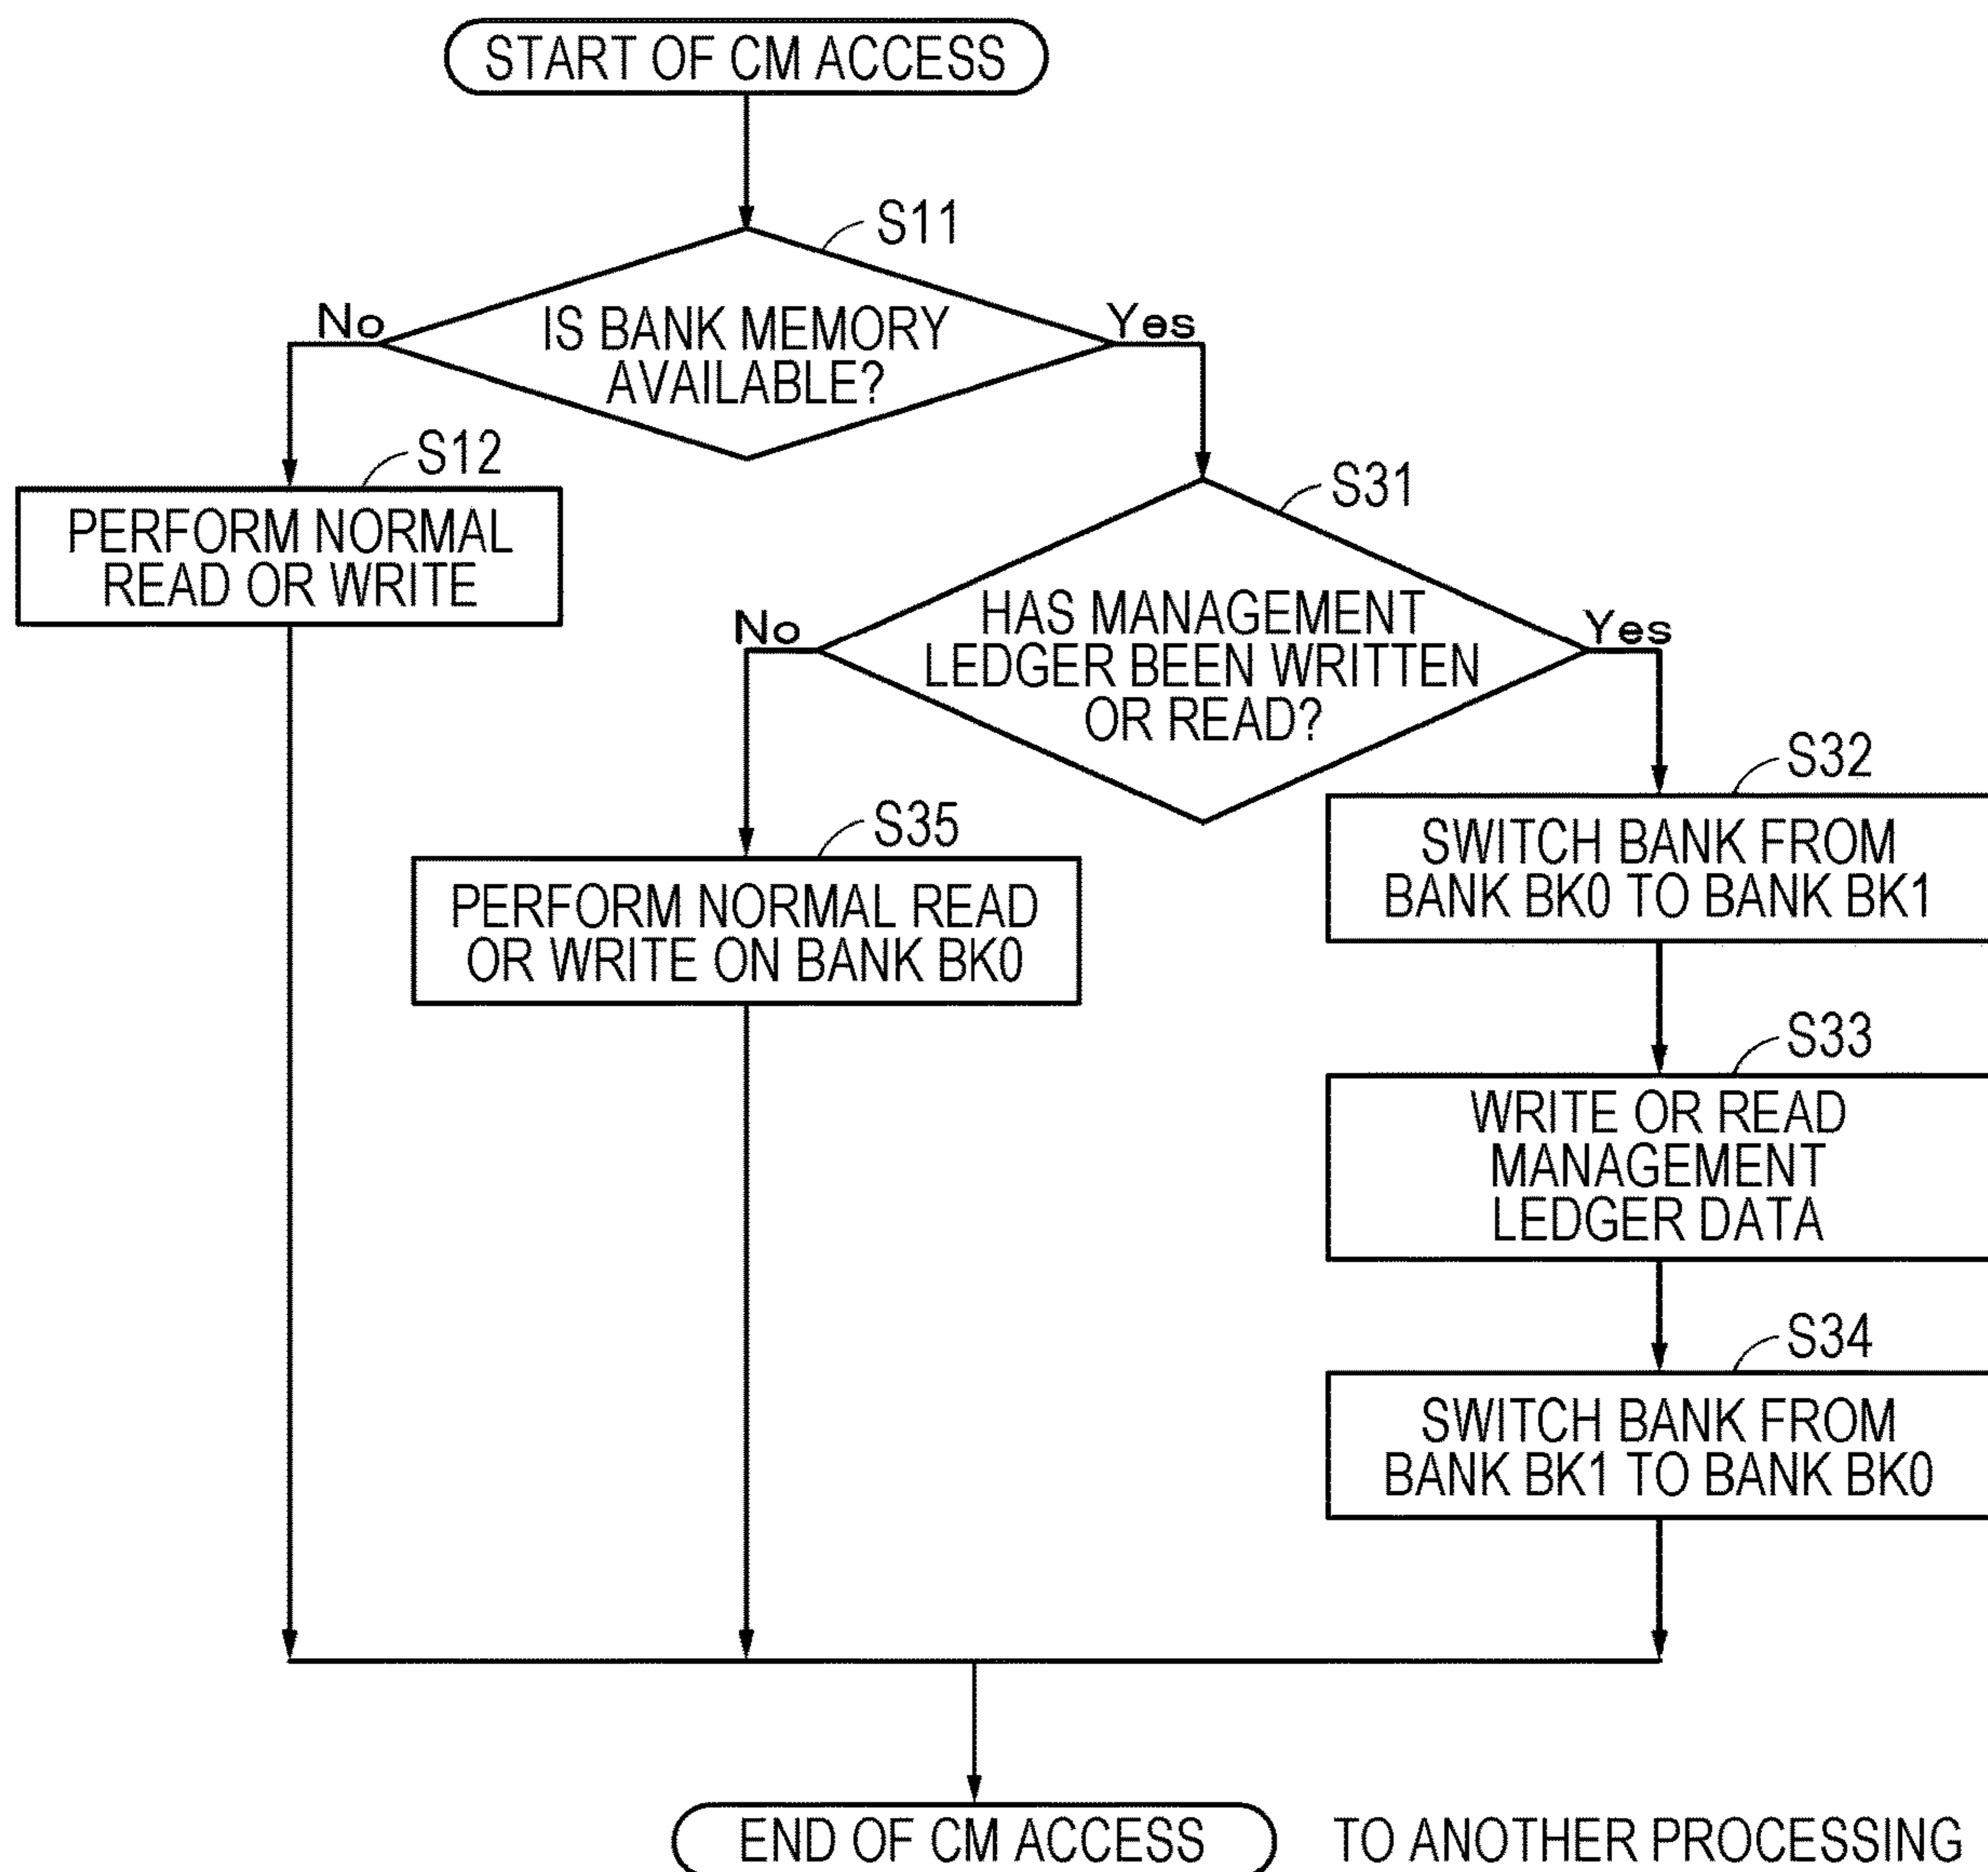 START OF CM ACCESS
S11
No
Yes
IS BANK MEMORY
AVAILABLE?
S12
PERFORM NORMAL
READ OR WRITE
S31
No
Yes
HAS MANAGEMENT
LEDGER BEEN WRITTEN
OR READ?
S32
SWITCH BANK FROM
BANK BK0 TO BANK BK1
S35
PERFORM NORMAL READ
OR WRITE ON BANK BK0
S33
WRITE OR READ
MANAGEMENT
LEDGER DATA
S34
SWITCH BANK FROM
BANK BK1 TO BANK BK0
END OF CM ACCESS
TO ANOTHER PROCESSING